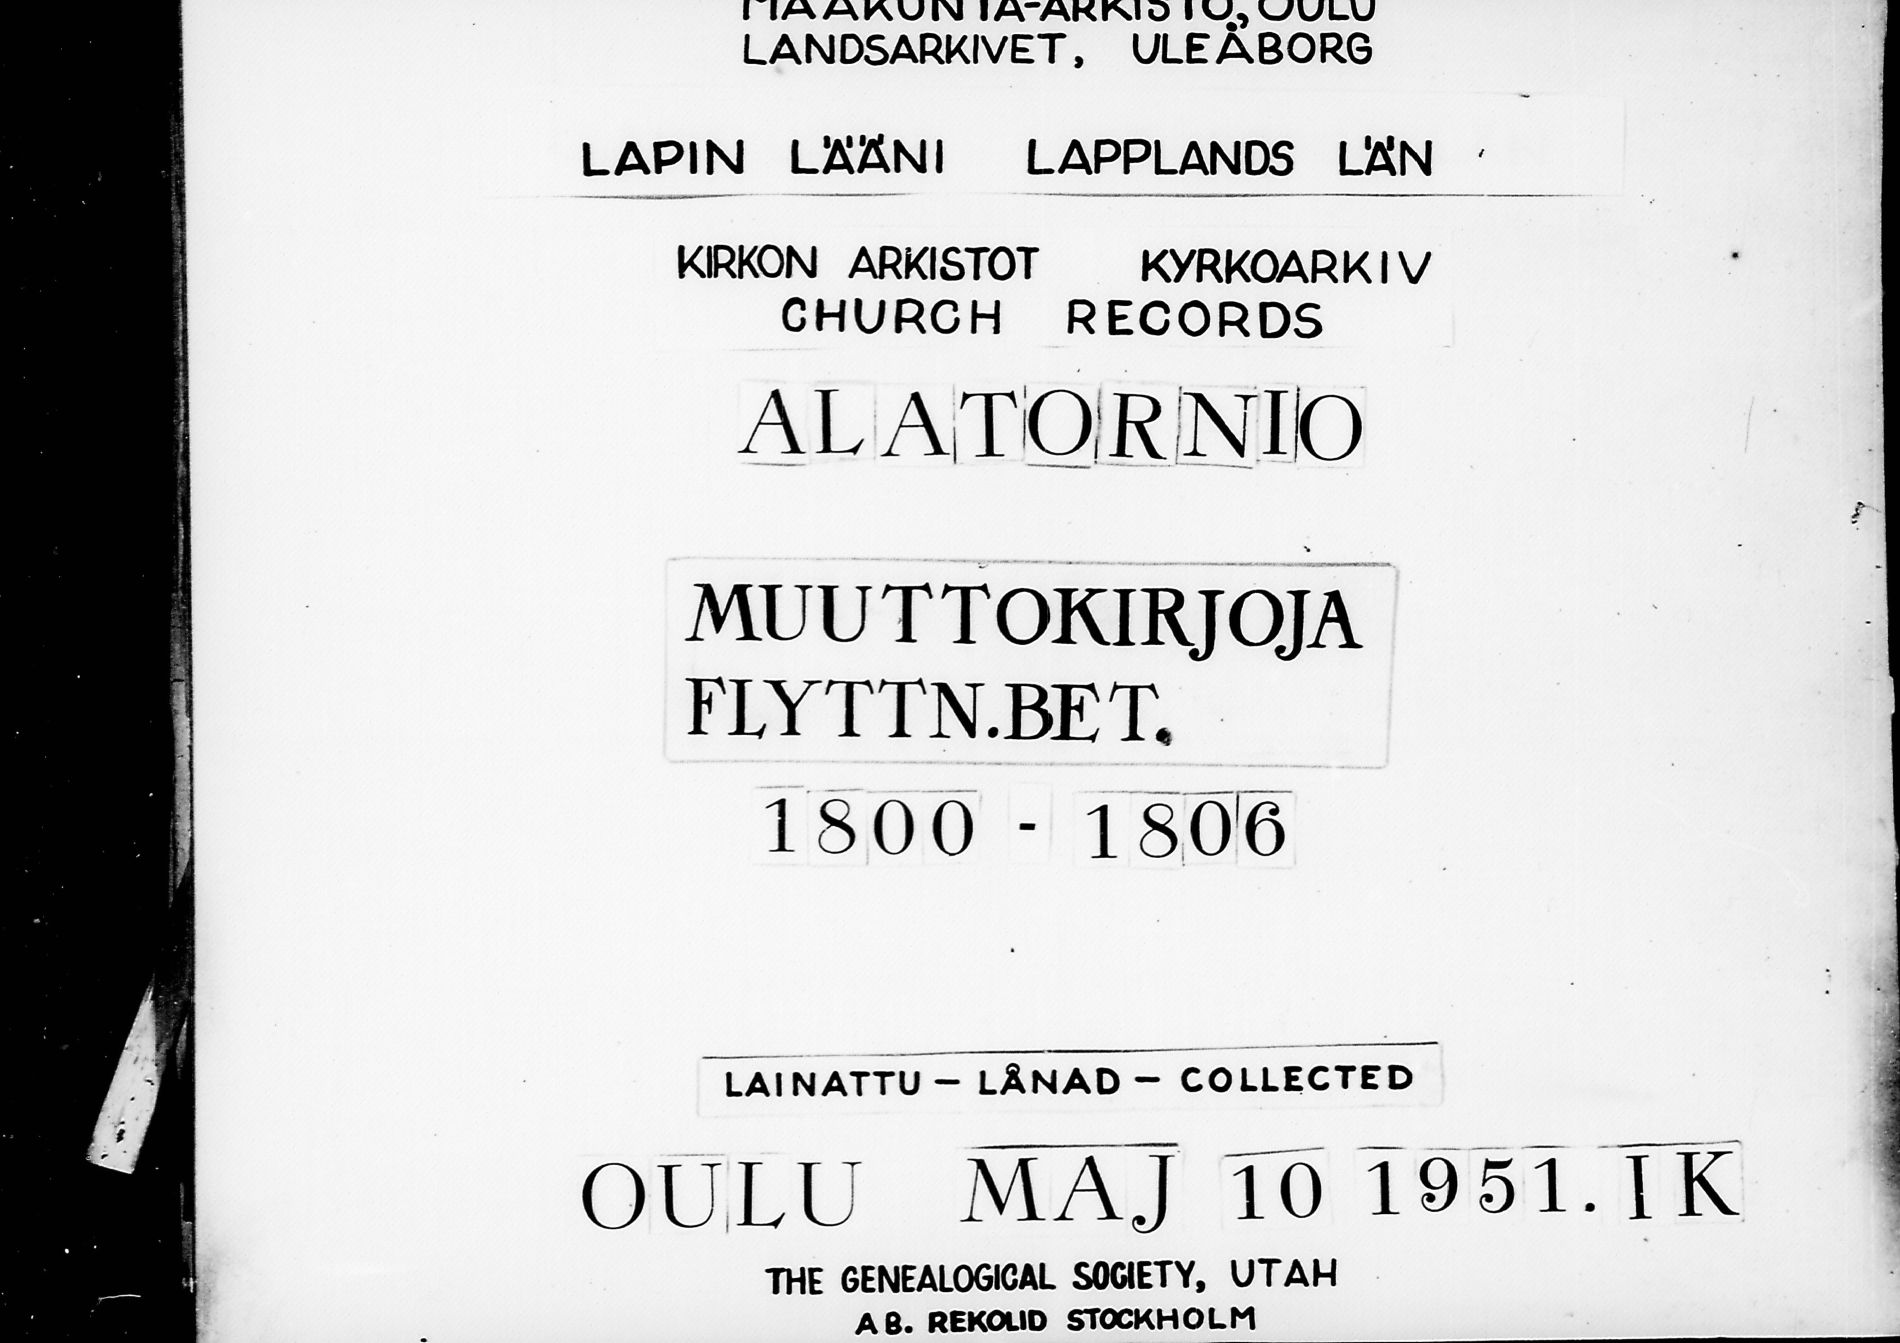 MAAKUNTA-ARKISTO, OULU
LANDSARKIVET, ULEÅBORG
LAPIN LÄÄNI LAPPLANDS LÄN
KIRKON ARKISTOT KYRKOARKIV
CHURCH RECORDS
ALATORNIO
MUUTTOKIRJOJA
FLYTTN.BET.
1800 - 1806
LAINATTU – LÅNAD – COLLECTED
OULU MAJ 10 1951. IK
THE GENEALOGICAL SOCIETY, UTAH
AB. REKOLID STOCKHOLM